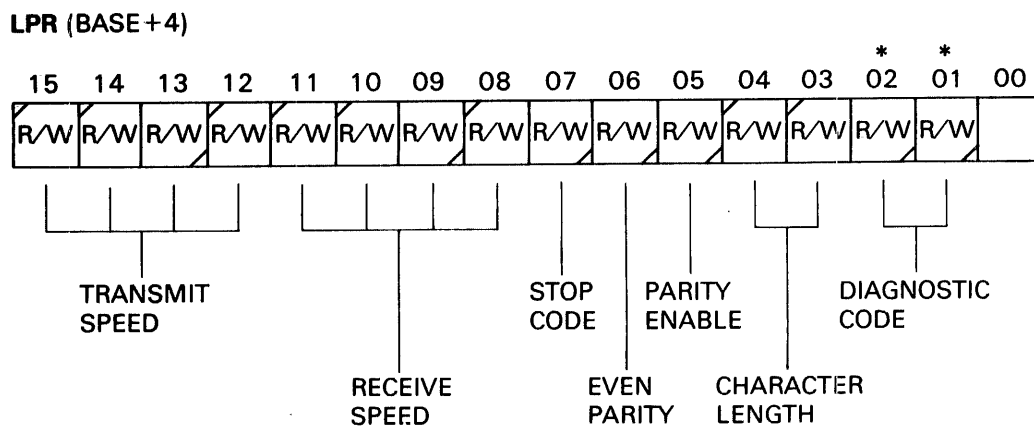 LPR (BASE+4)
* *
15 14 13 12 11 10 09 08 07 06 05 04 03 02 01 00
R/W R/W R/W R/W R/W R/W R/W R/W R/W R/W R/W R/W R/W R/W R/W
TRANSMIT SPEED
STOP CODE
PARITY ENABLE
DIAGNOSTIC CODE
RECEIVE SPEED
EVEN PARITY
CHARACTER LENGTH